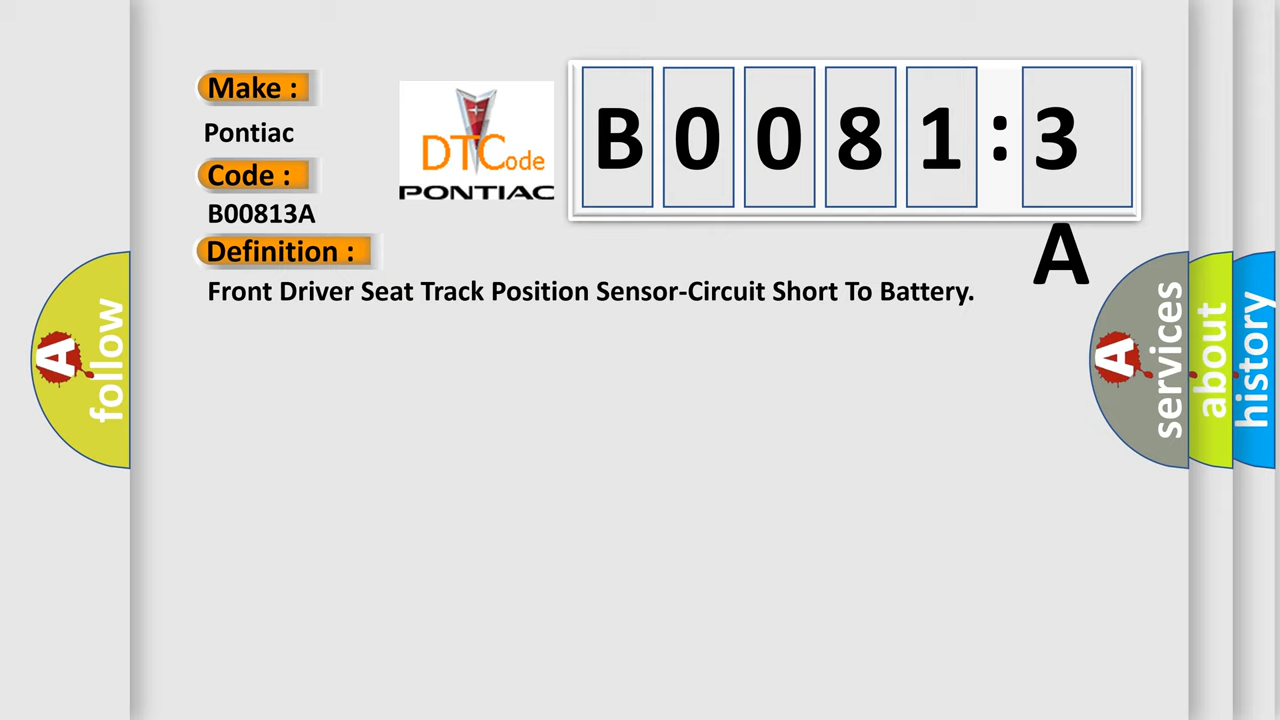 Make :
Pontiac
Code :
B00813A
Definition :
Front Driver Seat Track Position Sensor-Circuit Short To Battery.
DTCode
PONTIAC
B0081:3
A
A follow
A services
about
history